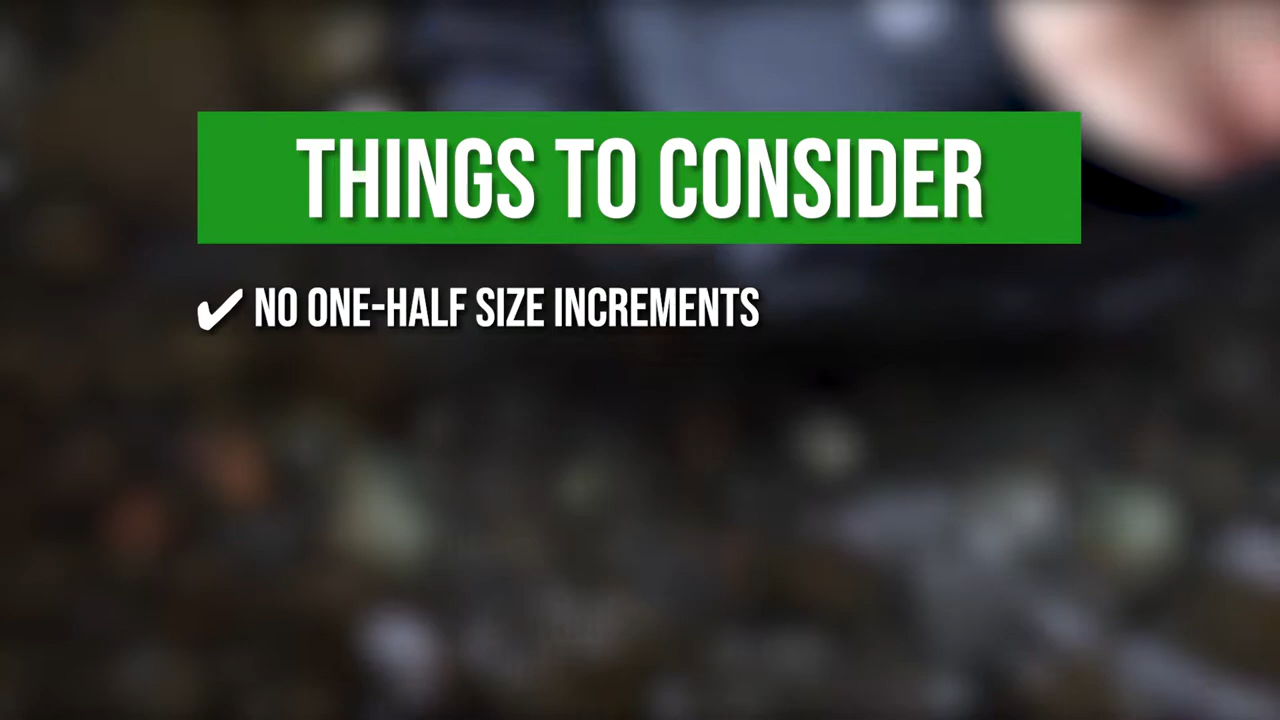 THINGS TO CONSIDER
✔ NO ONE-HALF SIZE INCREMENTS